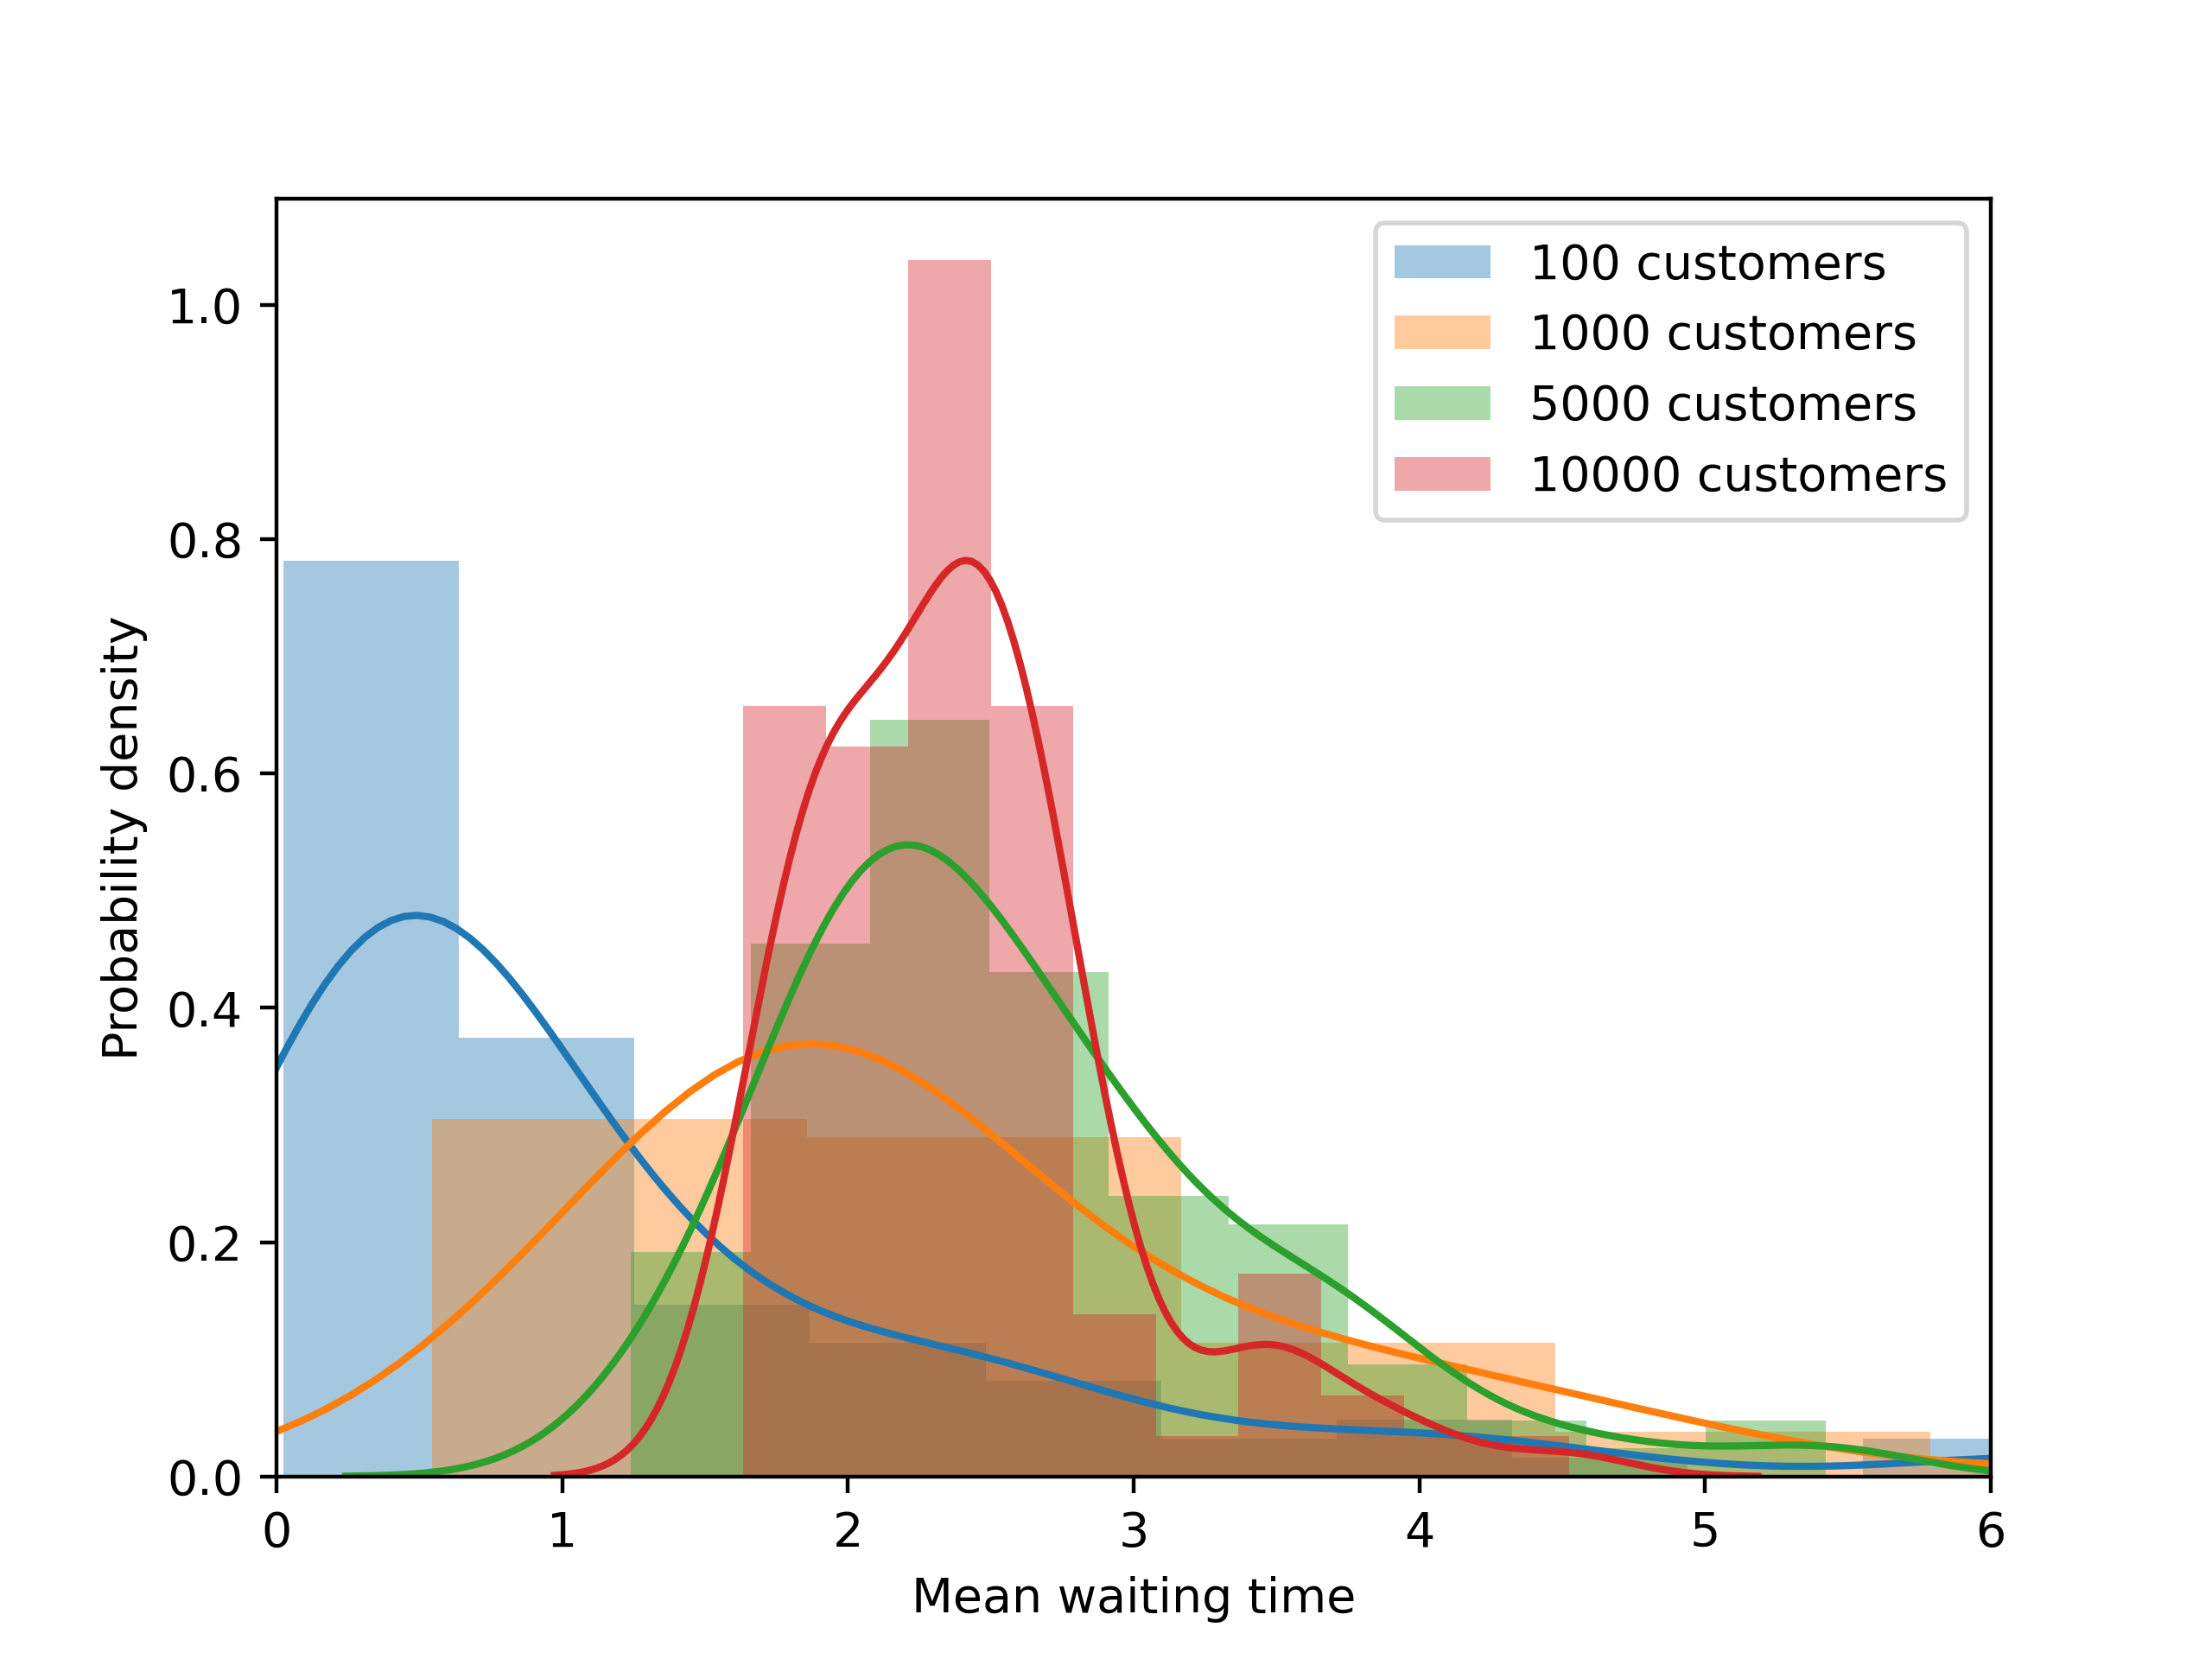 100 customers
1000 customers
5000 customers
10000 customers
Probability density
1.0
0.8
0.6
0.4
0.2
0.0
0 1 2 3 4 5 6
Mean waiting time